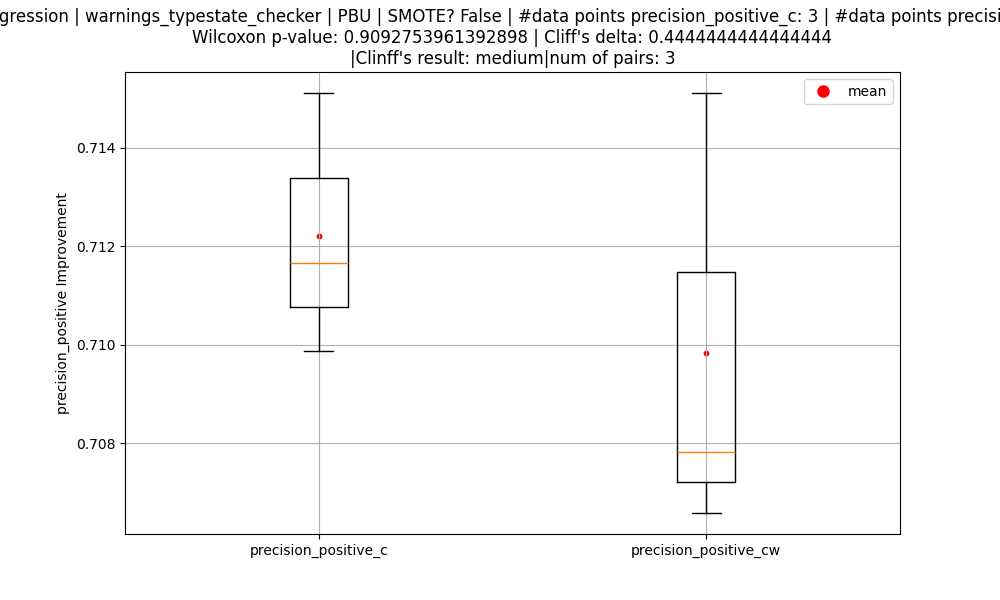 | warnings_typestate_checker | PBU | SMOTE? False | #data points precision_positive_c: 3 | #data points
Wilcoxon p-value: 0.9092753961392898 | Cliff's delta: 0.4444444444444444
|Clinff's result: medium|num of pairs: 3
mean
0.714
0.712
0.710
0.708
precision_positive Improvement
precision_positive_c
precision_positive_cw